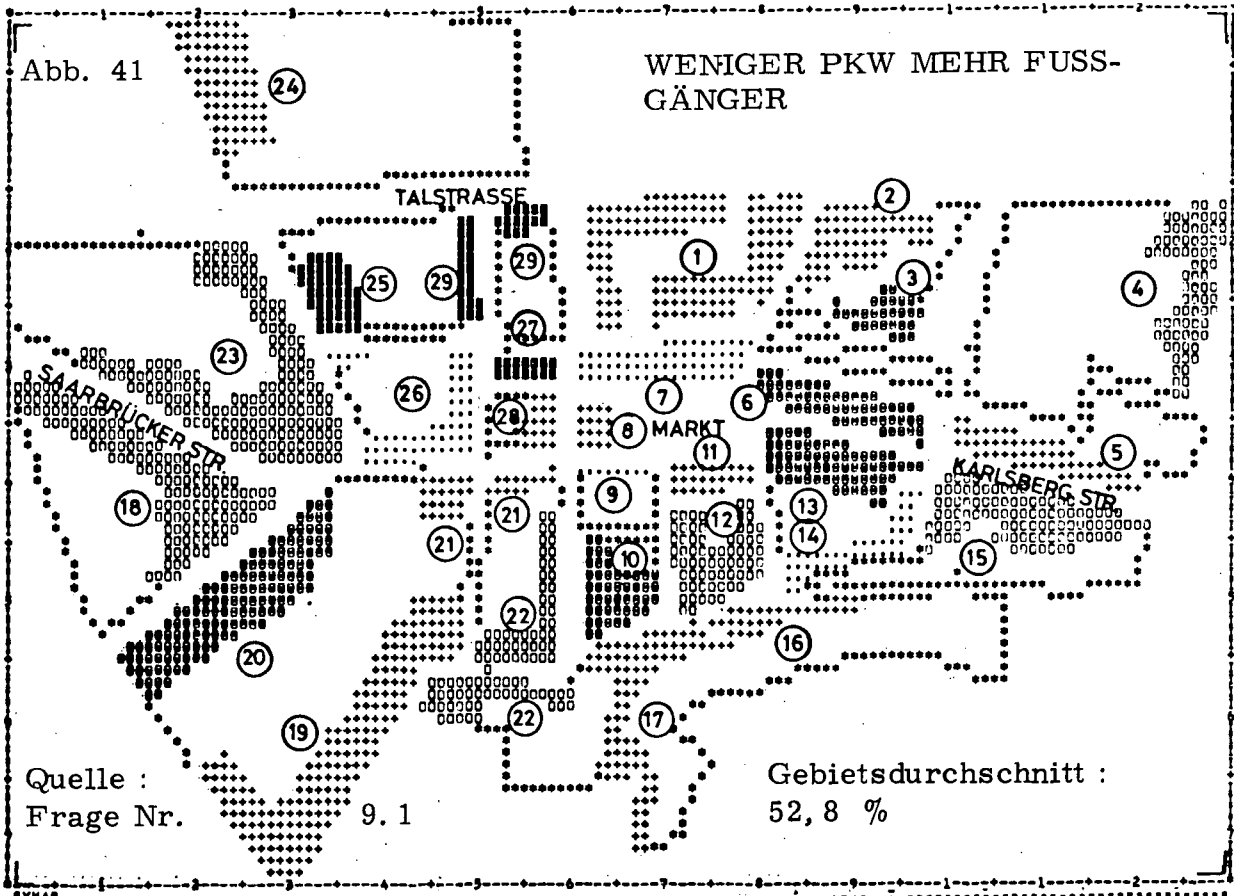 Abb. 41
WENIGER PKW MEHR FUSS-
GÄNGER
24
TALSTRASSE
2
1
29
25
29
3
4
27
23
26
7
6
SAARBRÜCKER STR.
28
8
MARKT
11
5
KARLSBERG STR.
18
9
13
21
12
14
21
10
15
22
16
20
22
17
19
Quelle :
Frage Nr. 9. 1
Gebietsdurchschnitt :
52, 8 %